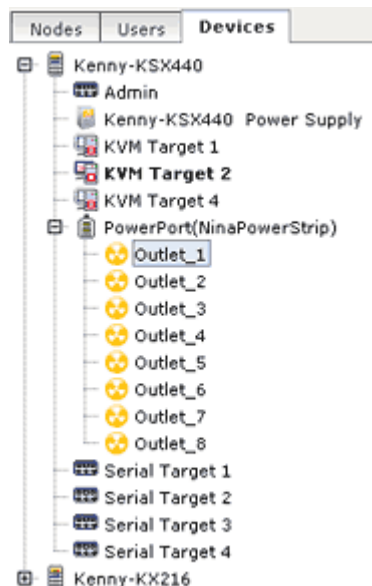 Nodes Users Devices
Kenny-KSX440
Admin
Kenny-KSX440 Power Supply
KVM Target 1
KVM Target 2
KVM Target 4
PowerPort(NinaPowerStrip)
Outlet_1
Outlet_2
Outlet_3
Outlet_4
Outlet_5
Outlet_6
Outlet_7
Outlet_8
Serial Target 1
Serial Target 2
Serial Target 3
Serial Target 4
Kenny-KX216